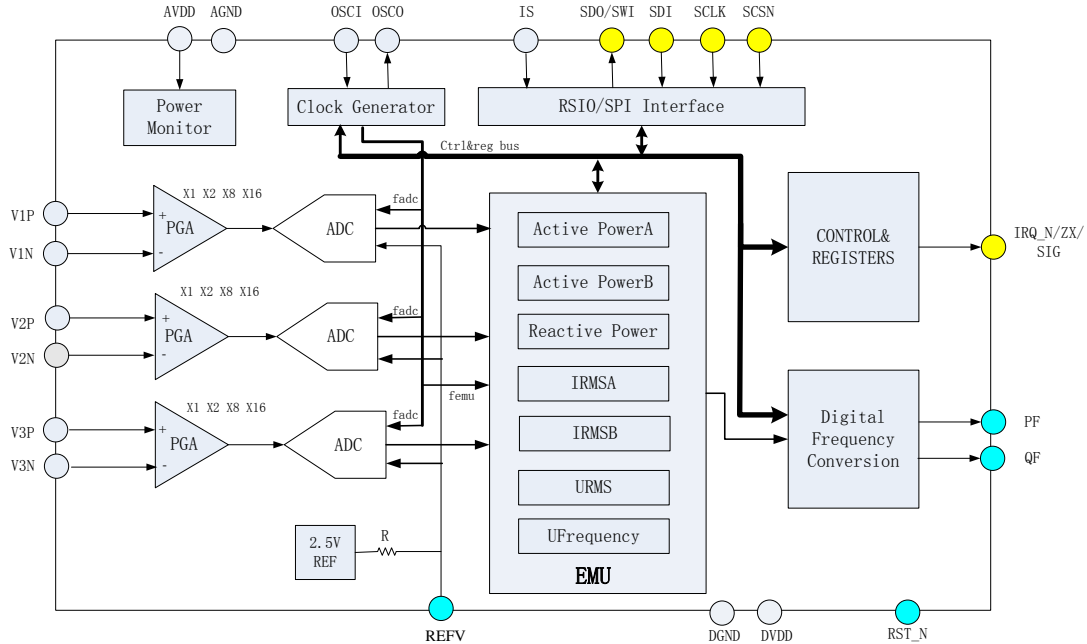 AVDD AGND OSCI OSCO IS SDO/SWI SDI SCLK SCSN
Power
Monitor
Clock Generator
RSIO/SPI Interface
Ctrl&reg bus
V1P
V1N
+
-
PGA
X1 X2 X8 X16
ADC
fadc
V2P
V2N
+
-
PGA
X1 X2 X8 X16
ADC
fadc
femu
V3P
V3N
+
-
PGA
X1 X2 X8 X16
ADC
fadc
2.5V
REF
R
REFV
Active PowerA
Active PowerB
Reactive Power
IRMSA
IRMSB
URMS
UFrequency
EMU
CONTROL&
REGISTERS
IRQ_N/ZX/
SIG
Digital
Frequency
Conversion
PF
QF
DGND DVDD RST_N